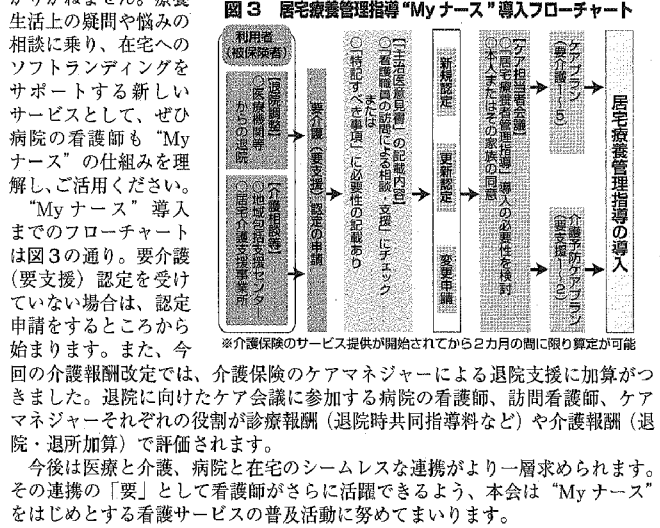 かりかねません。療養
生活上の疑問や悩みの
相談に乗り、在宅への
ソフトランディングを
サポートする新しい
サービスとして、ぜひ
病院の看護師も“My
ナース”の仕組みを理
解し、ご活用ください。
“My ナース”導入
までのフローチャート
は図3の通り。要介護
（要支援）認定を受け
ていない場合は、認定
申請をするところから
始まります。また、今
図3 居宅療養管理指導“My ナース”導入フローチャート
利用者
（被保険者）
【退院調整】
○医療機関等
からの退院
【介護相談等】
○地域包括支援センター
○居宅介護支援事業所
要介護（要支援）認定の申請
【主治医意見書」の記載内容】
○「看護職員の訪問による相談・支援」にチェック
または
○「特記すべき事項」に必要性の記載あり
新規認定
更新認定
変更申請
【ケア担当者会議】
○「居宅療養者管理指導」導入の必要性を検討
○本人またはその家族の同意
ケアプラン
（要介護1〜5）
介護予防ケアプラン
（要支援1〜2）
居宅療養管理指導の導入
※介護保険のサービス提供が開始されてから2カ月の間に限り算定が可能
回の介護報酬改定では、介護保険のケアマネジャーによる退院支援に加算がつ
きました。退院に向けたケア会議に参加する病院の看護師、訪問看護師、ケア
マネジャーそれぞれの役割が診療報酬（退院時共同指導料など）や介護報酬（退
院・退所加算）で評価されます。
今後は医療と介護、病院と在宅のシームレスな連携がより一層求められます。
その連携の「要」として看護師がさらに活躍できるよう、本会は“My ナース”
をはじめとする看護サービスの普及活動に努めてまいります。